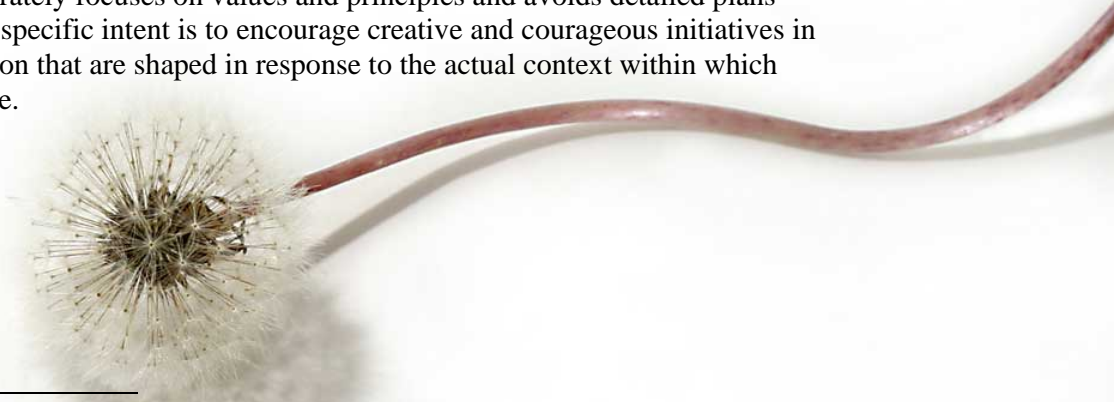 focuses on values and principles and avoids detailed plans
specific intent is to encourage creative and courageous initiatives in
on that are shaped in response to the actual context within which
e.